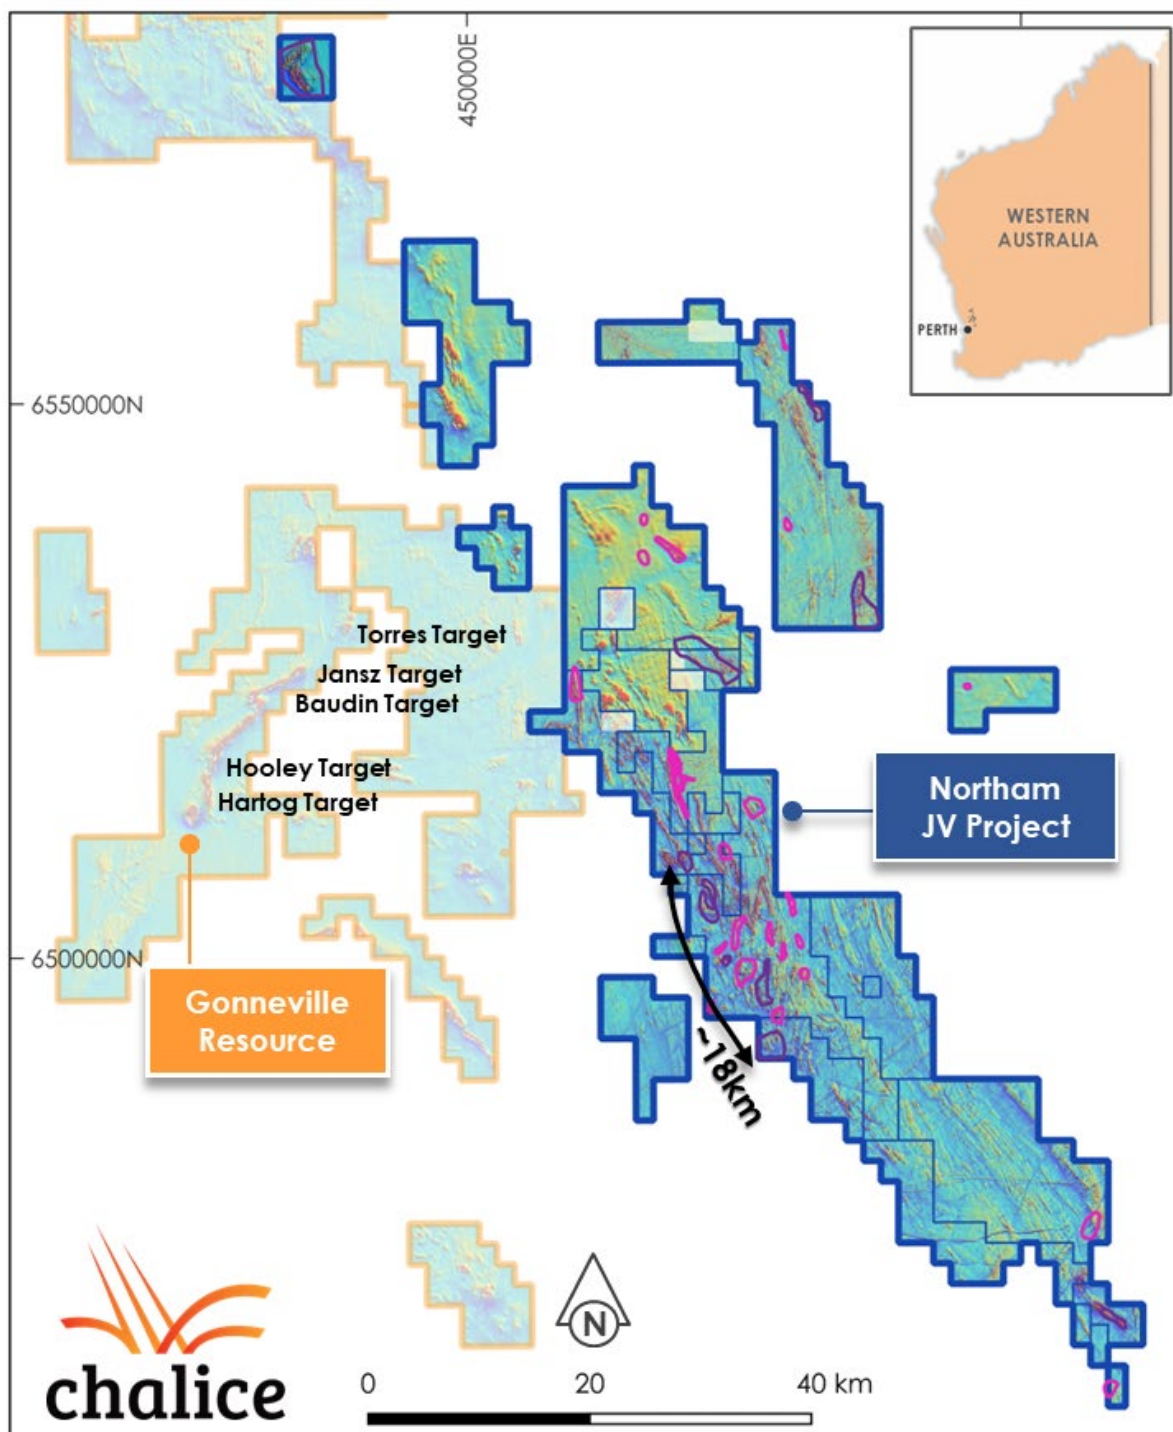 450000E
WESTERN
AUSTRALIA
PERTH
6550000N
Torres Target
Jansz Target
Baudin Target
Hooley Target
Hartog Target
Northam
JV Project
6500000N
Gonneville
Resource
~18km
N
chalice
0 20 40 km